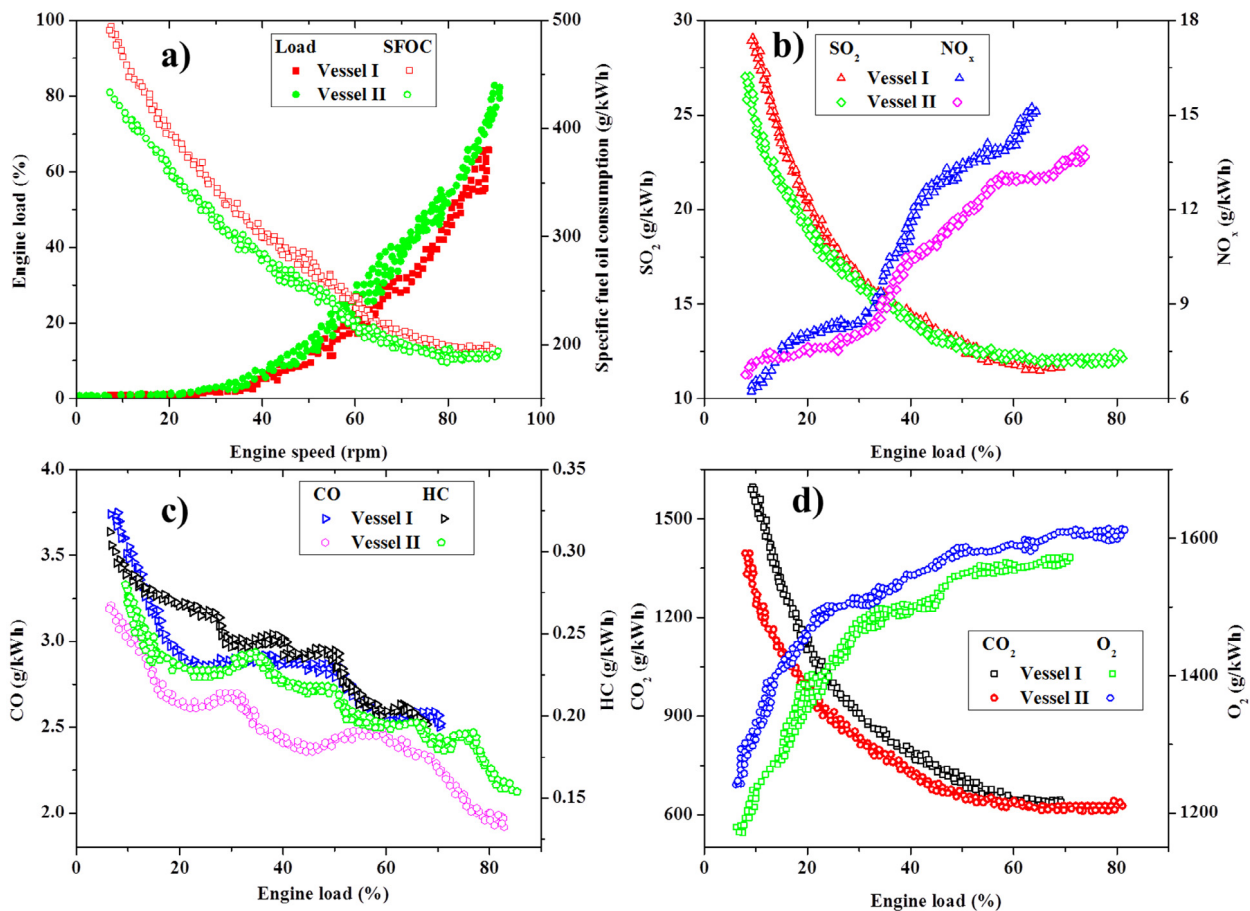 a)
Load SFOC
Vessel I
Vessel II
100
80
60
40
20
0
Engine load (%)
500
400
300
200
Specific fuel oil consumption (g/kWh)
0 20 40 60 80 100
Engine speed (rpm)
b)
SO2 NOx
Vessel I
Vessel II
30
25
20
15
10
SO2 (g/kWh)
18
15
12
9
6
NOx (g/kWh)
0 20 40 60 80
Engine load (%)
c)
CO HC
Vessel I
Vessel II
4.0
3.5
3.0
2.5
2.0
CO (g/kWh)
0.35
0.30
0.25
0.20
0.15
HC (g/kWh)
0 20 40 60 80
Engine load (%)
d)
CO2 O2
Vessel I
Vessel II
1500
1200
900
600
CO2 (g/kWh)
1600
1400
1200
O2 (g/kWh)
0 20 40 60 80
Engine load (%)